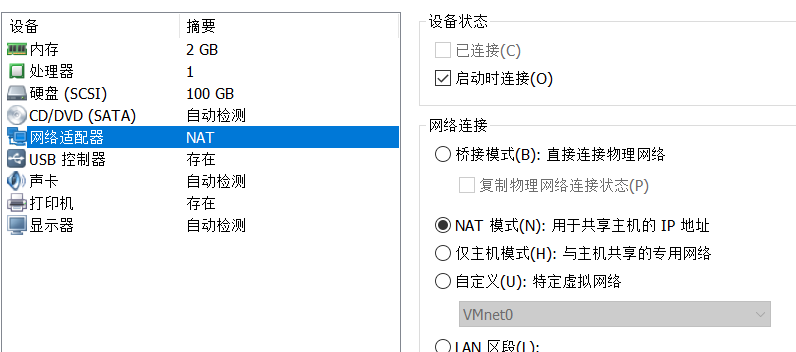 设备 摘要
内存 2 GB
处理器 1
硬盘 (SCSI) 100 GB
CD/DVD (SATA) 自动检测
网络适配器 NAT
USB 控制器 存在
声卡 自动检测
打印机 存在
显示器 自动检测
设备状态
已连接(C)
启动时连接(O)
网络连接
桥接模式(B): 直接连接物理网络
复制物理网络连接状态(P)
NAT 模式(N): 用于共享主机的 IP 地址
仅主机模式(H): 与主机共享的专用网络
自定义(U): 特定虚拟网络
VMnet0
LAN 区段(L):